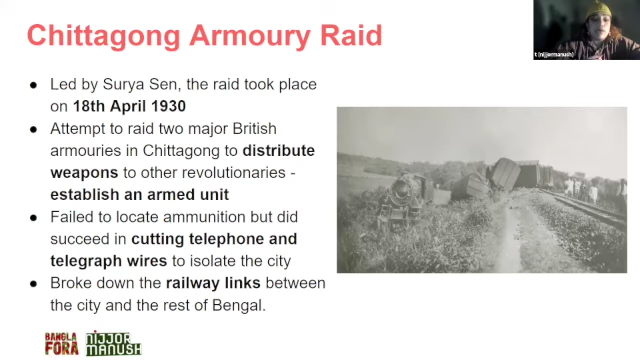 Chittagong Armoury Raid
● Led by Surya Sen, the raid took place
on 18th April 1930
● Attempt to raid two major British
armouries in Chittagong to distribute
weapons to other revolutionaries -
establish an armed unit
● Failed to locate ammunition but did
succeed in cutting telephone and
telegraph wires to isolate the city
● Broke down the railway links between
the city and the rest of Bengal.
t (nijjormanush)
BANGLA
FORA
NIJJOR
MANUSH